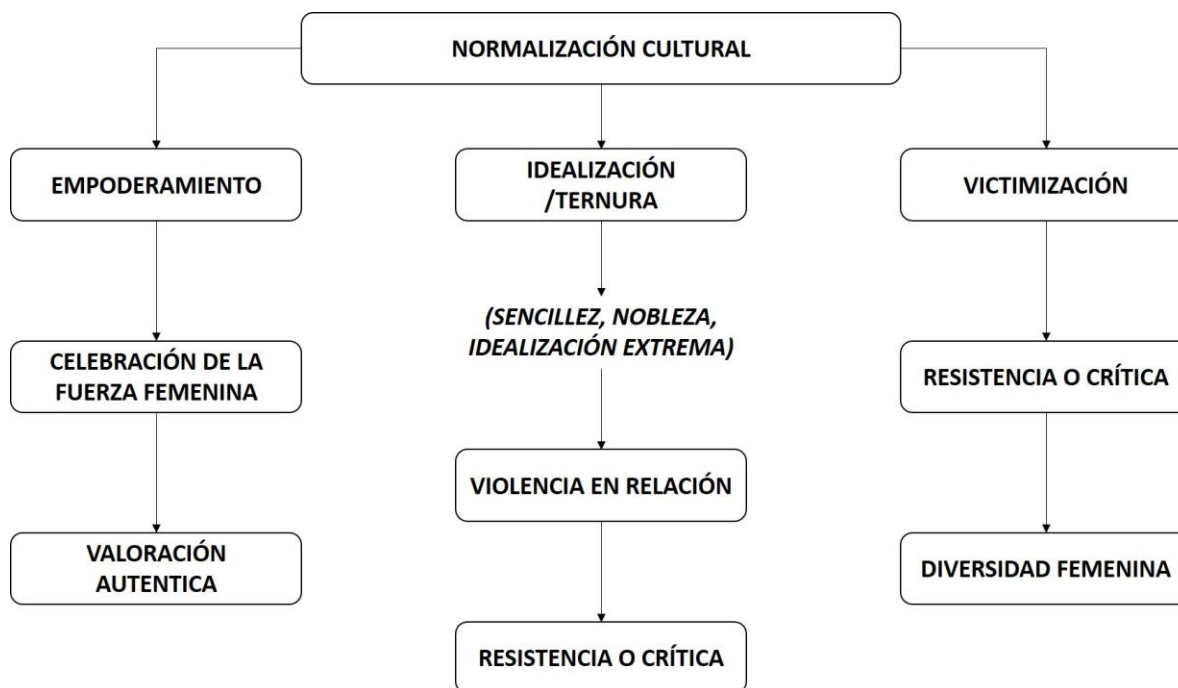 NORMALIZACIÓN CULTURAL
EMPODERAMIENTO
IDEALIZACIÓN
/TERNURA
VICTIMIZACIÓN
(SENCILLEZ, NOBLEZA,
IDEALIZACIÓN EXTREMA)
CELEBRACIÓN DE LA
FUERZA FEMENINA
RESISTENCIA O CRÍTICA
VIOLENCIA EN RELACIÓN
VALORACIÓN
AUTENTICA
DIVERSIDAD FEMENINA
RESISTENCIA O CRÍTICA